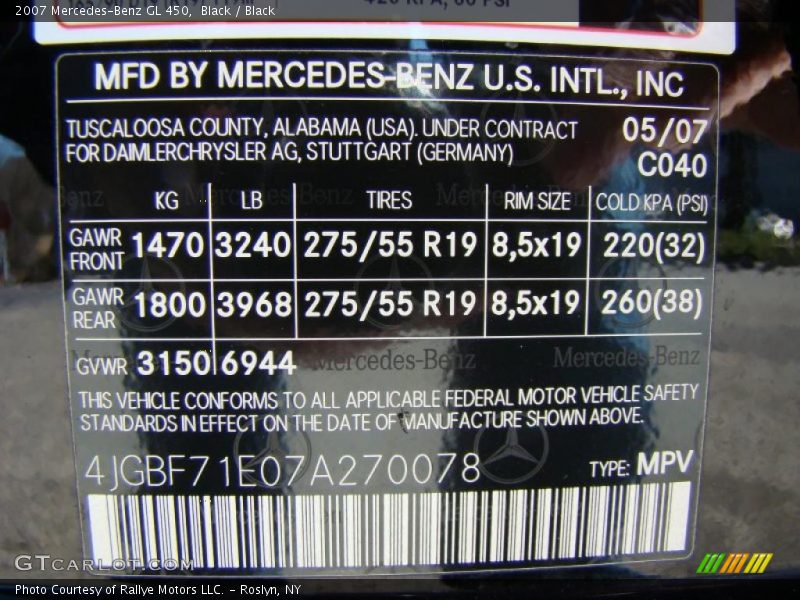 2007 Mercedes-Benz GL 450, Black / Black
MFD BY MERCEDES-BENZ U.S. INTL., INC
TUSCALOOSA COUNTY, ALABAMA (USA). UNDER CONTRACT 05/07
FOR DAIMLERCHRYSLER AG, STUTTGART (GERMANY) C040
KG LB TIRES RIM SIZE COLD KPA (PSI)
GAWR FRONT 1470 3240 275/55 R19 8,5x19 220(32)
GAWR REAR 1800 3968 275/55 R19 8,5x19 260(38)
GVWR 3150 6944 Mercedes-Benz Mercedes-Benz
THIS VEHICLE CONFORMS TO ALL APPLICABLE FEDERAL MOTOR VEHICLE SAFETY
STANDARDS IN EFFECT ON THE DATE OF MANUFACTURE SHOWN ABOVE.
4JGBF71E07A270078 TYPE: MPV
GTCARLOT.COM
Photo Courtesy of Rallye Motors LLC. - Roslyn, NY